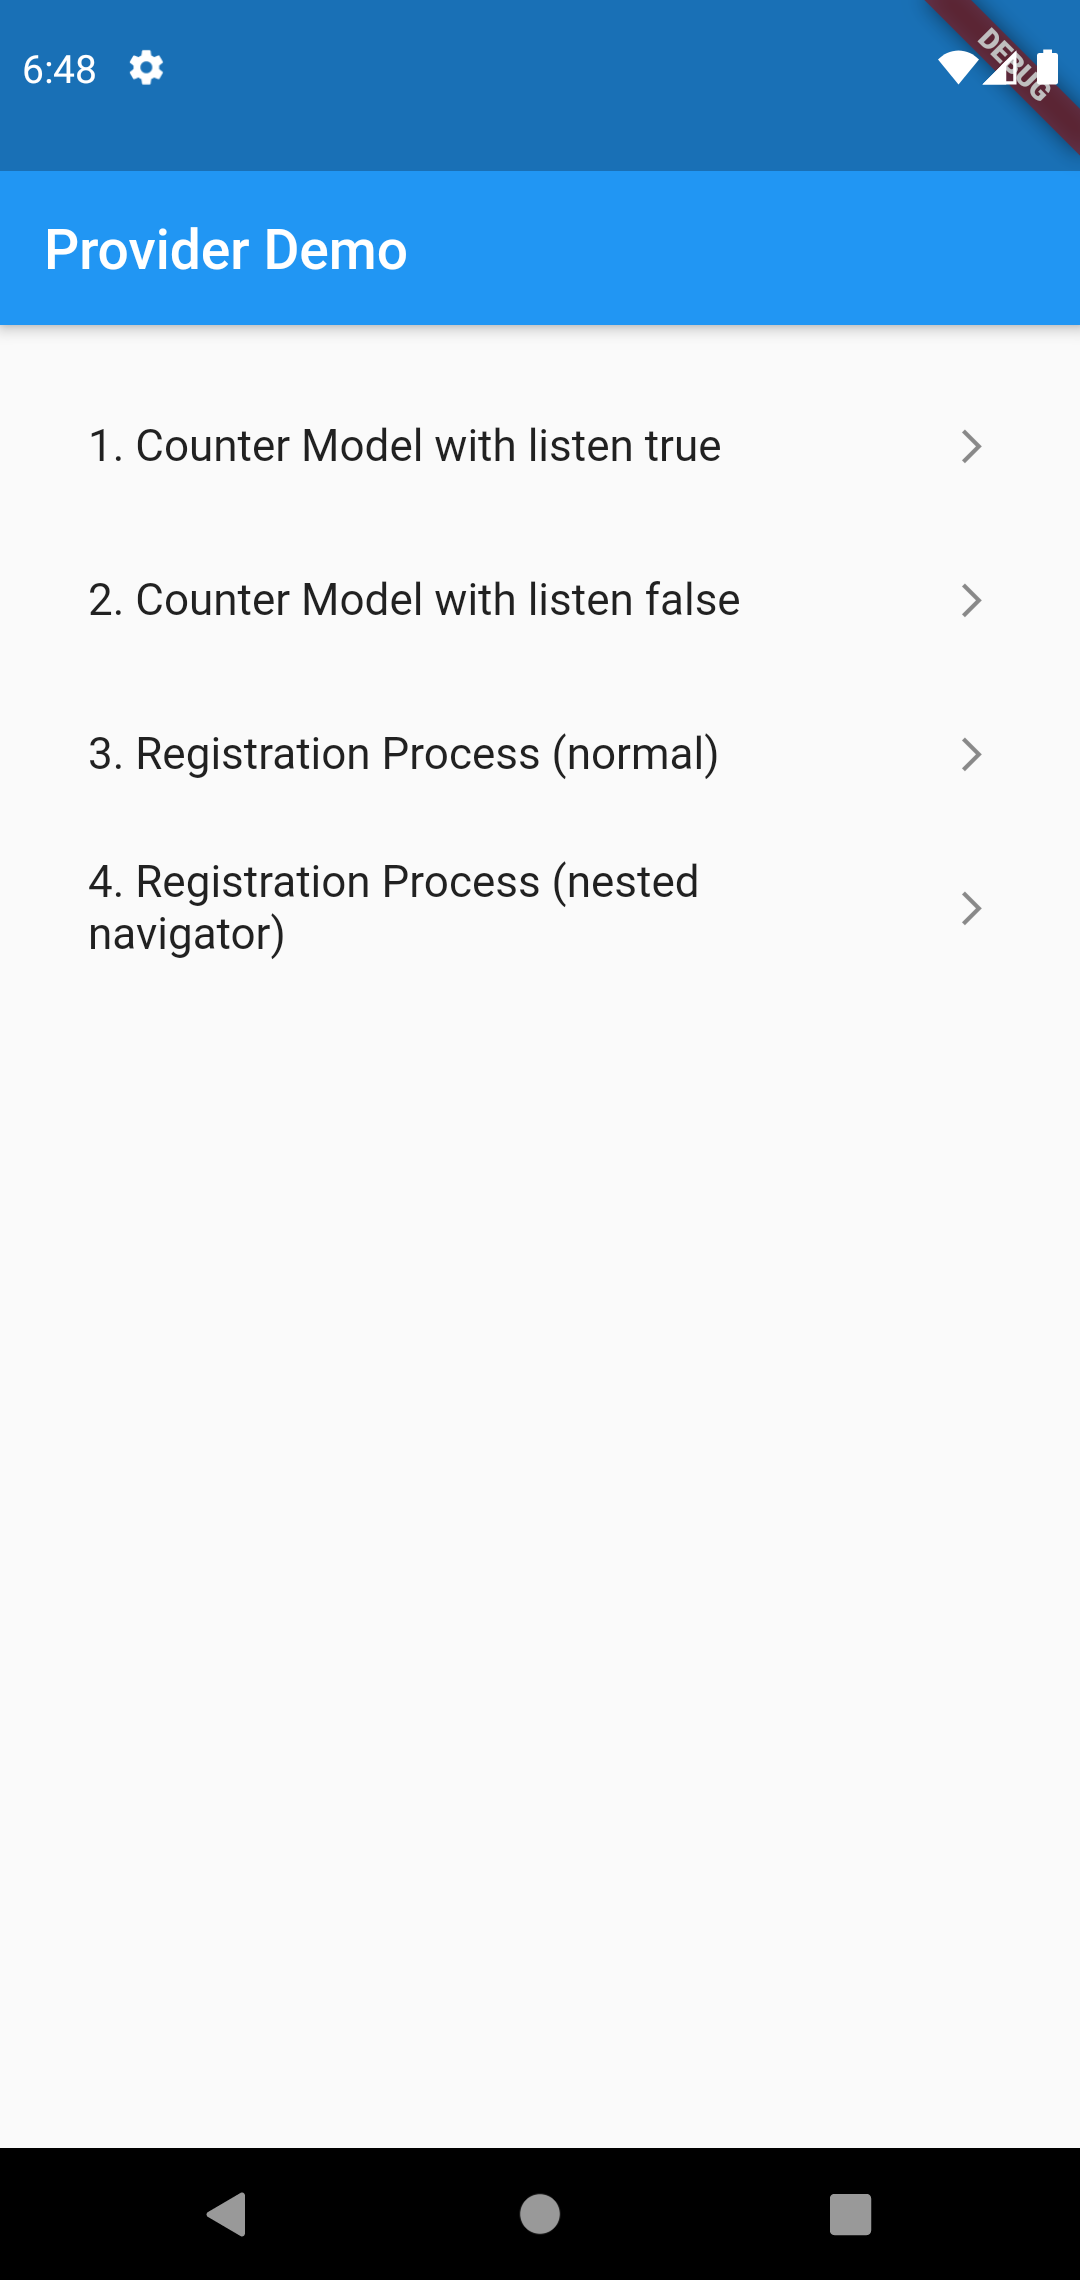 6:48
DEBUG
Provider Demo
1. Counter Model with listen true
2. Counter Model with listen false
3. Registration Process (normal)
4. Registration Process (nested
navigator)